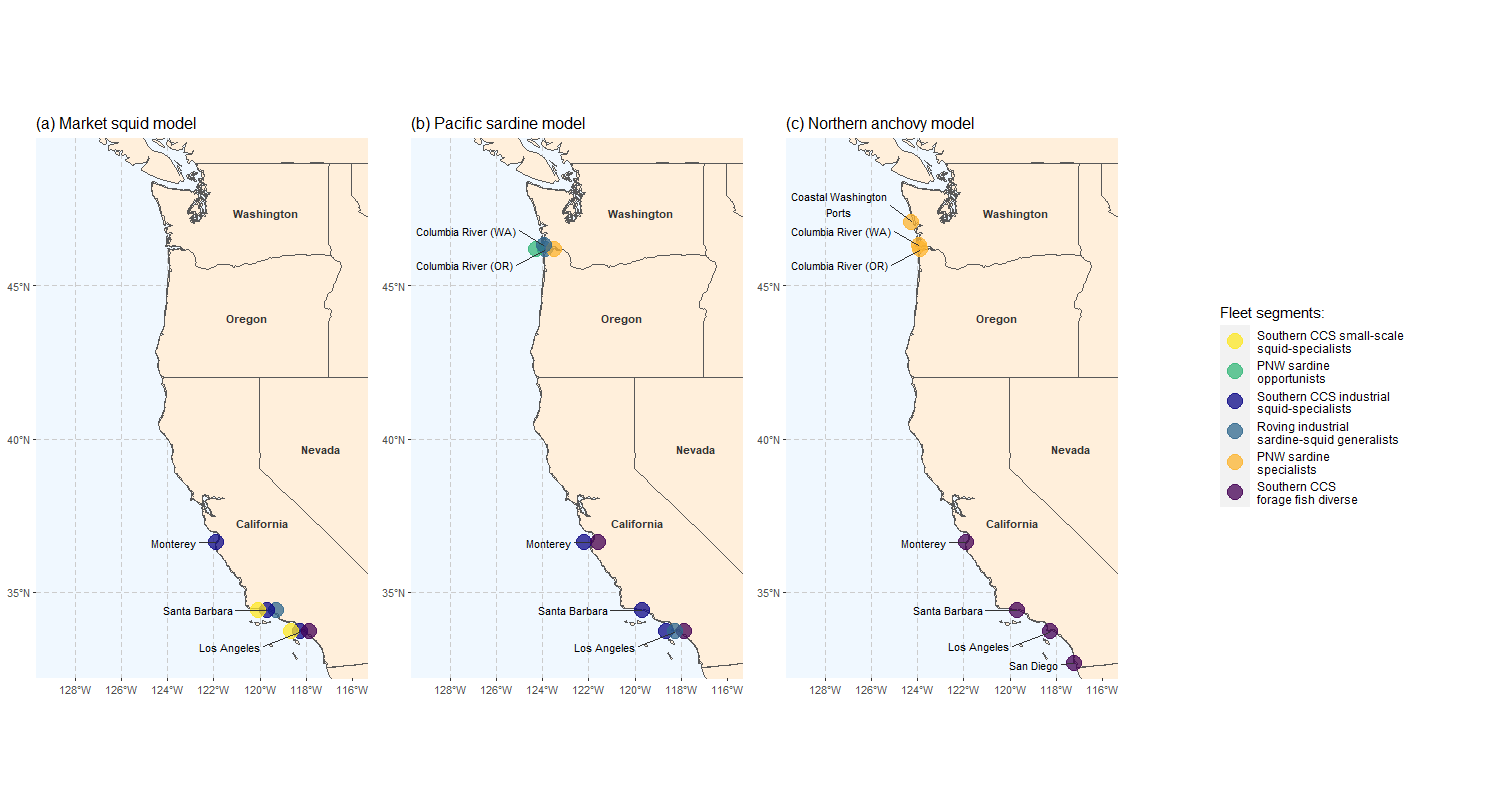 (a) Market squid model
(b) Pacific sardine model
(c) Northern anchovy model
Washington
Oregon
Nevada
California
Monterey
Santa Barbara
Los Angeles
45°N
40°N
35°N
128°W
126°W
124°W
122°W
120°W
118°W
116°W
Washington
Columbia River (WA)
Columbia River (OR)
Oregon
Nevada
California
Monterey
Santa Barbara
Los Angeles
45°N
40°N
35°N
128°W
126°W
124°W
122°W
120°W
118°W
116°W
Coastal Washington
Ports
Washington
Columbia River (WA)
Columbia River (OR)
Oregon
Nevada
California
Monterey
Santa Barbara
Los Angeles
San Diego
45°N
40°N
35°N
128°W
126°W
124°W
122°W
120°W
118°W
116°W
Fleet segments:
Southern CCS small-scale
squid-specialists
PNW sardine
opportunists
Southern CCS industrial
squid-specialists
Roving industrial
sardine-squid generalists
PNW sardine
specialists
Southern CCS
forage fish diverse